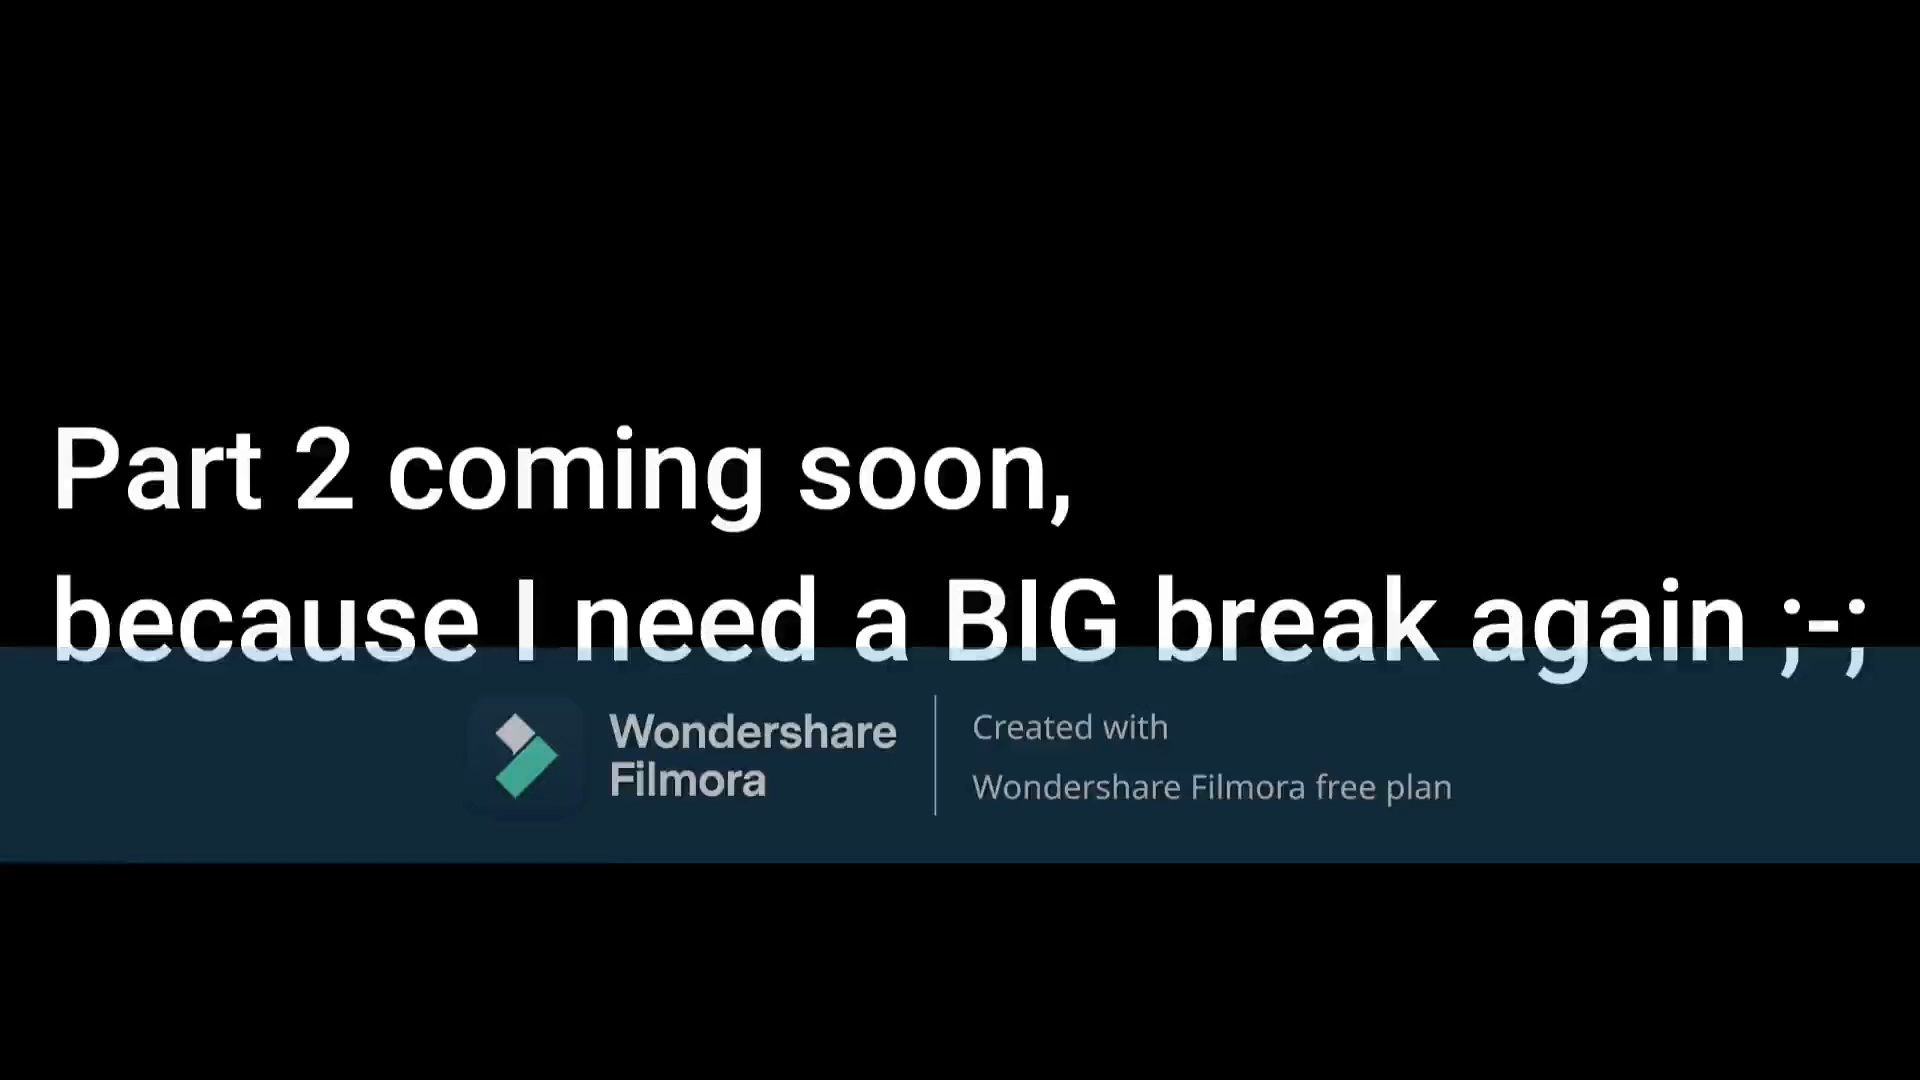 Part 2 coming soon,
because I need a BIG break again ;-;
Wondershare
Filmora
Created with
Wondershare Filmora free plan